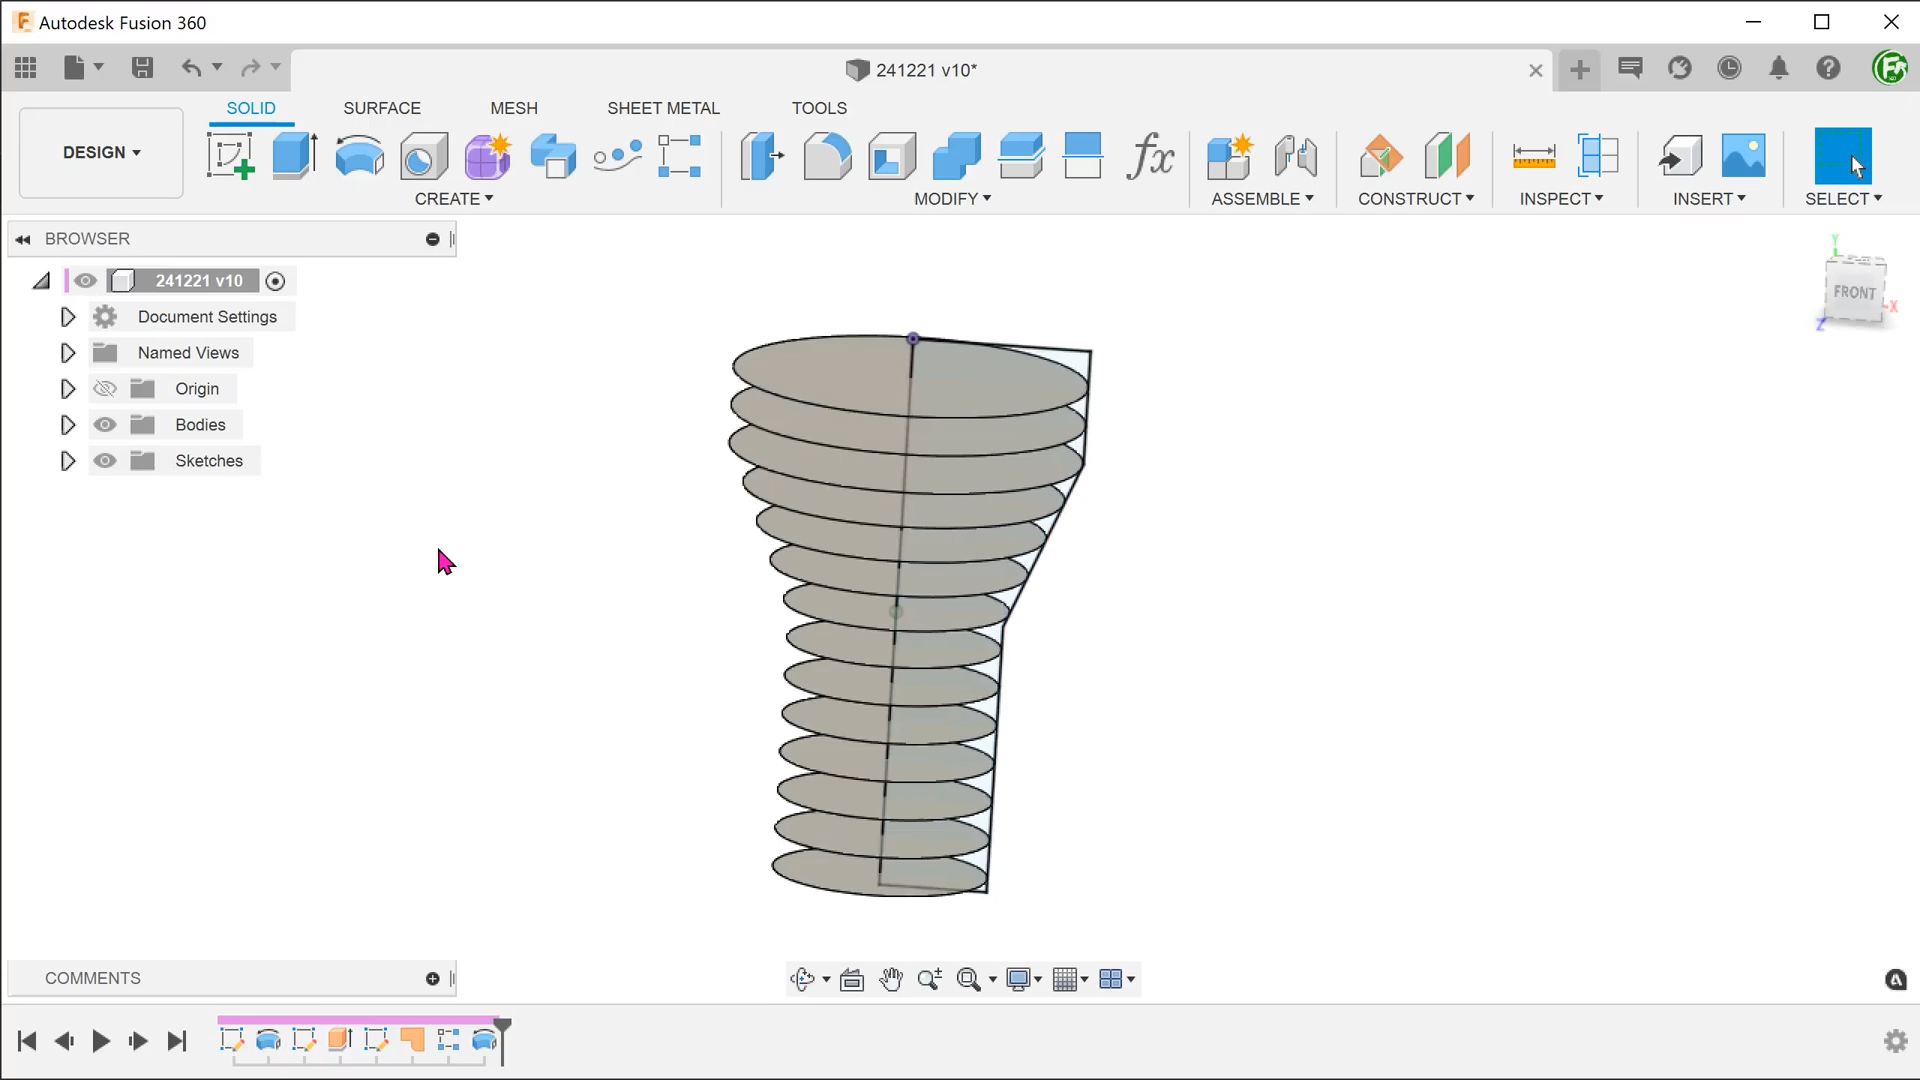 Autodesk Fusion 360
241221 v10*
SOLID
SURFACE
MESH
SHEET METAL
TOOLS
DESIGN
fx
CREATE
MODIFY
ASSEMBLE
CONSTRUCT
INSPECT
INSERT
SELECT
BROWSER
241221 v10
Document Settings
Named Views
Origin
Bodies
Sketches
Y
FRONT
X
Z
COMMENTS